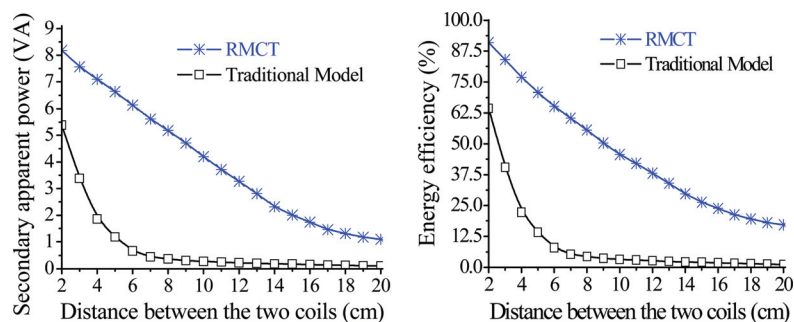 Secondary apparent power (VA)
9
8
7
6
5
4
3
2
1
0
RMCT
Traditional Model
2 4 6 8 10 12 14 16 18 20
Distance between the two coils (cm)
Energy efficiency (%)
100.0
87.5
75.0
62.5
50.0
37.5
25.0
12.5
0.0
RMCT
Traditional Model
2 4 6 8 10 12 14 16 18 20
Distance between the two coils (cm)